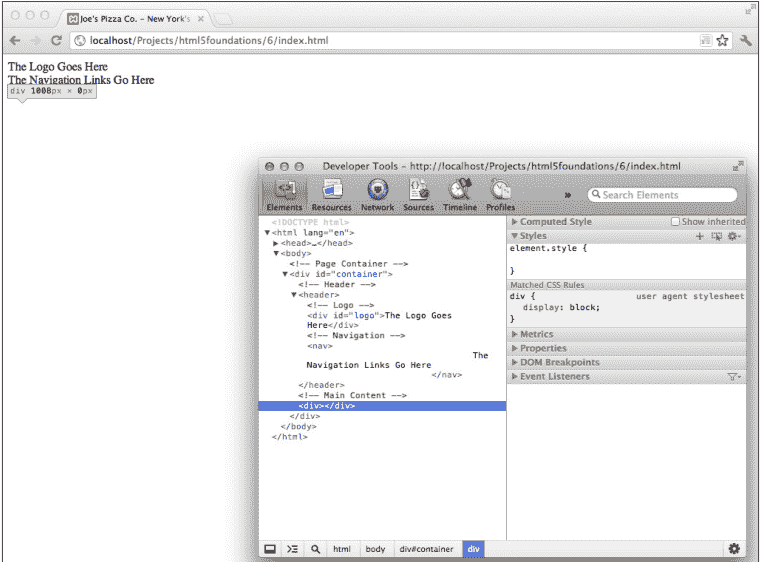 Joe's Pizza Co. – New York's
localhost/Projects/html5foundations/6/index.html
The Logo Goes Here
The Navigation Links Go Here
div 1008px × 0px
Developer Tools – http://localhost/Projects/html5foundations/6/index.html
Elements Resources Network Sources Timeline Profiles » Search Elements
<!DOCTYPE html>
<html lang="en">
<head>…</head>
<body>
<!-- Page Container -->
<div id="container">
<!-- Header -->
<header>
<!-- Logo -->
<div id="logo">The Logo Goes
Here</div>
<!-- Navigation -->
<nav>
The
Navigation Links Go Here
</nav>
</header>
<!-- Main Content -->
<div></div>
</div>
</body>
</html>
Computed Style Show inherited
Styles
element.style {
}
Matched CSS Rules
div { user agent stylesheet
display: block;
}
Metrics
Properties
DOM Breakpoints
Event Listeners
html body div#container div